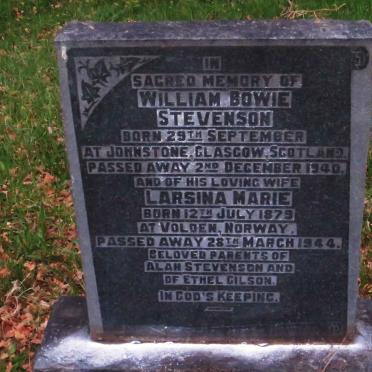 IN
SACRED MEMORY OF
WILLIAM BOWIE
STEVENSON
BORN 29TH SEPTEMBER
AT JOHNSTONE, GLASGOW, SCOTLAND.
PASSED AWAY 2ND DECEMBER 1940.
AND OF HIS LOVING WIFE
LARSINA MARIE
BORN 12TH JULY 1879
AT VOLDEN, NORWAY.
PASSED AWAY 28TH MARCH 1944.
BELOVED PARENTS OF
ALAN STEVENSON AND
OF ETHEL GILSON.
IN GOD'S KEEPING.